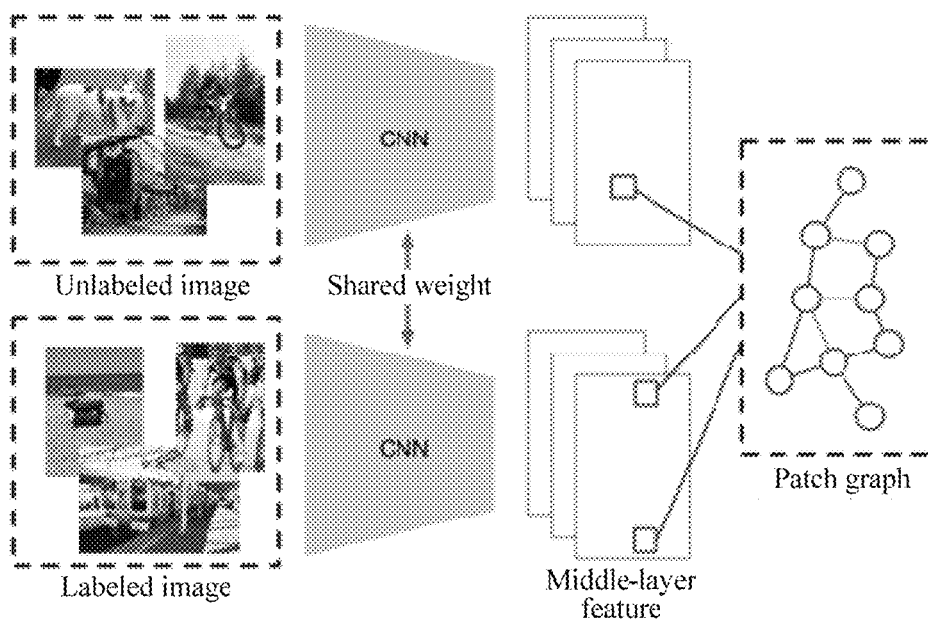 CNN
Unlabeled image
Shared weight
CNN
Patch graph
Labeled image
Middle-layer
feature